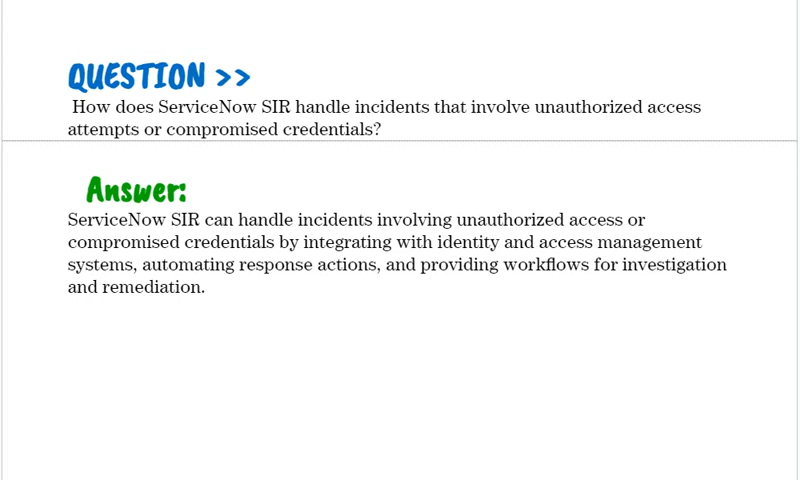 QUESTION >>
How does ServiceNow SIR handle incidents that involve unauthorized access
attempts or compromised credentials?
Answer:
ServiceNow SIR can handle incidents involving unauthorized access or
compromised credentials by integrating with identity and access management
systems, automating response actions, and providing workflows for investigation
and remediation.